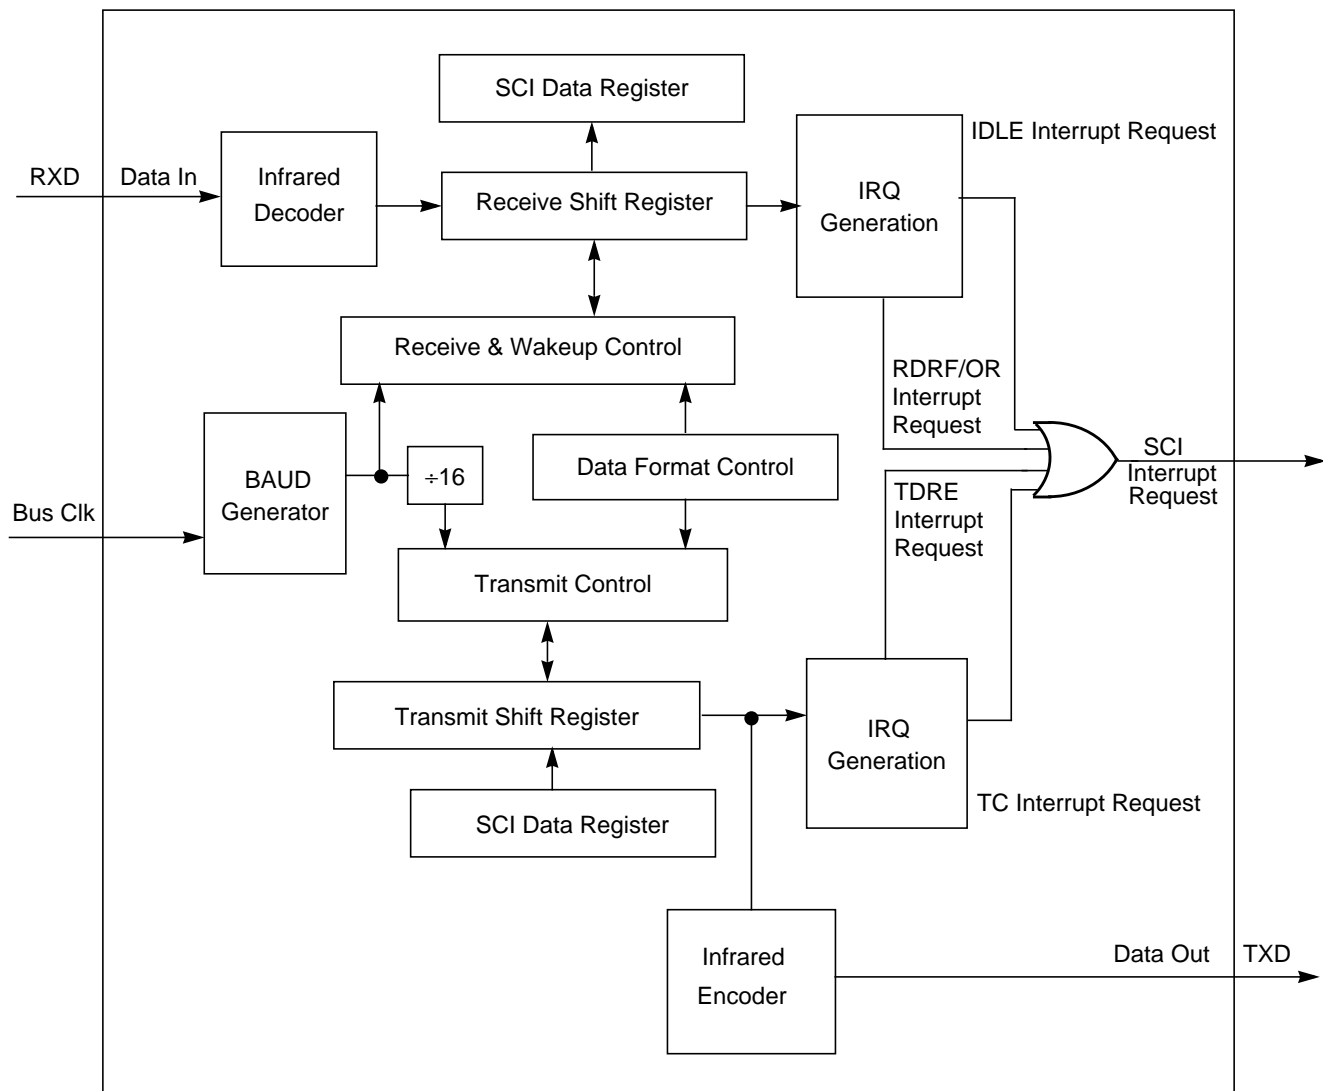 SCI Data Register
IDLE Interrupt Request
RXD
Data In
Infrared
Decoder
Receive Shift Register
IRQ
Generation
Receive & Wakeup Control
RDRF/OR
Interrupt
Request
BAUD
Generator
÷16
Data Format Control
SCI
Interrupt
Request
Bus Clk
TDRE
Interrupt
Request
Transmit Control
Transmit Shift Register
IRQ
Generation
TC Interrupt Request
SCI Data Register
Infrared
Encoder
Data Out
TXD